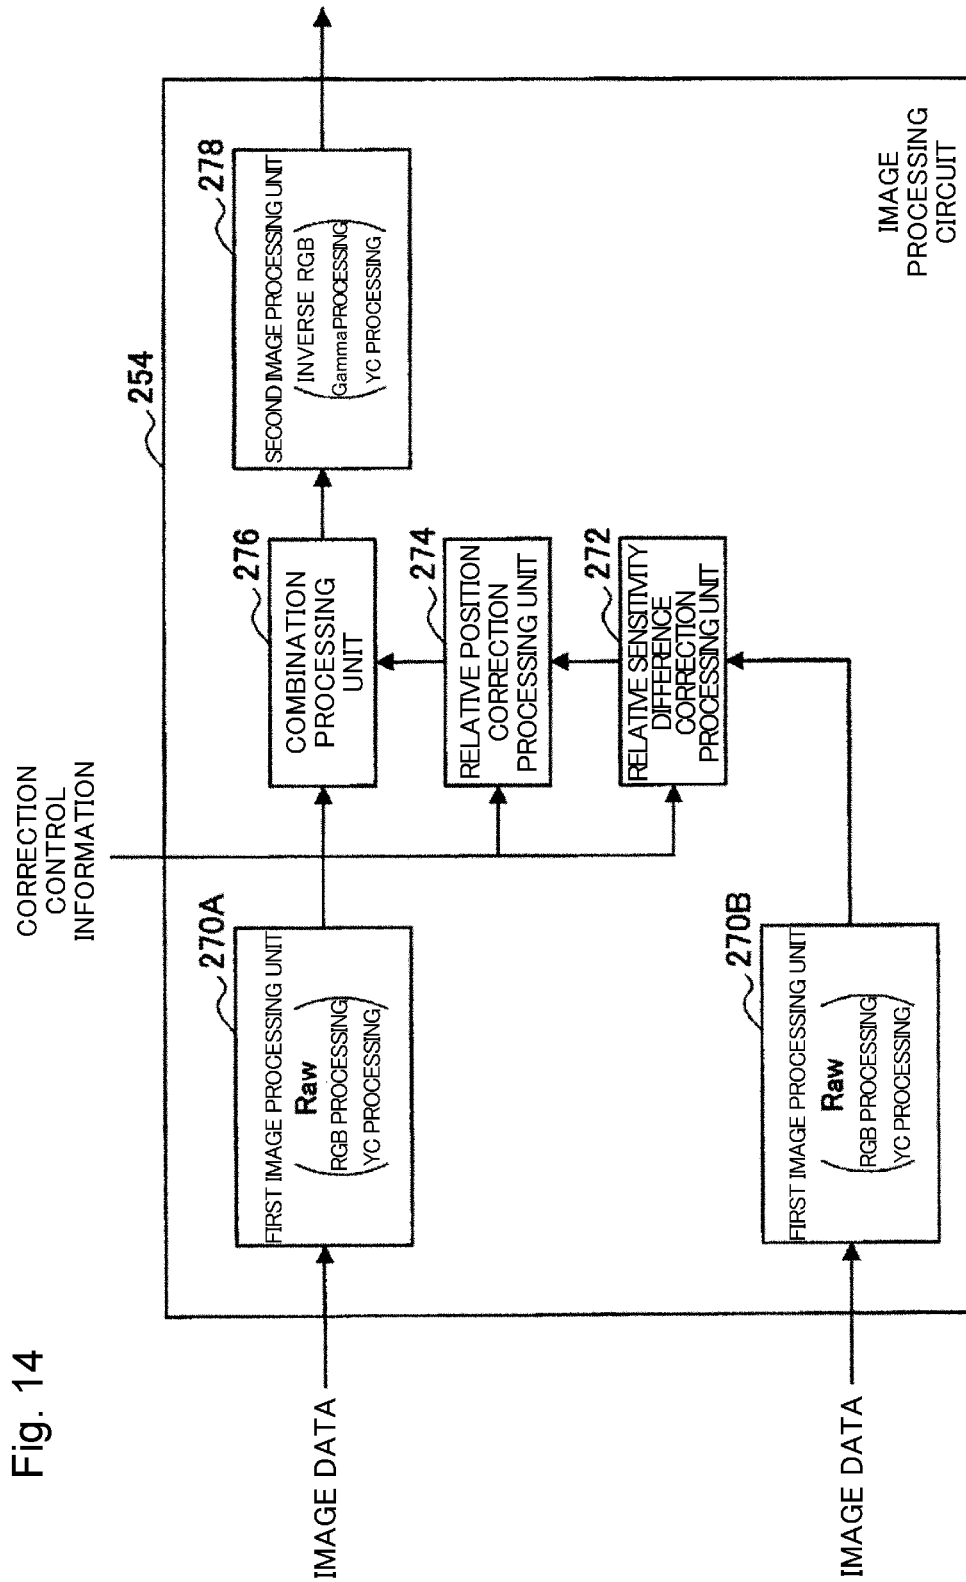 Fig. 14
CORRECTION
CONTROL
INFORMATION
254
IMAGE DATA
270A
FIRST IMAGE PROCESSING UNIT
Raw
RGB PROCESSING
YC PROCESSING
276
COMBINATION
PROCESSING
UNIT
278
SECOND IMAGE PROCESSING UNIT
INVERSE RGB
Gamma PROCESSING
YC PROCESSING
274
RELATIVE POSITION
CORRECTION
PROCESSING UNIT
272
RELATIVE SENSITIVITY
DIFFERENCE
CORRECTION
PROCESSING UNIT
IMAGE DATA
270B
FIRST IMAGE PROCESSING UNIT
Raw
RGB PROCESSING
YC PROCESSING
IMAGE
PROCESSING
CIRCUIT